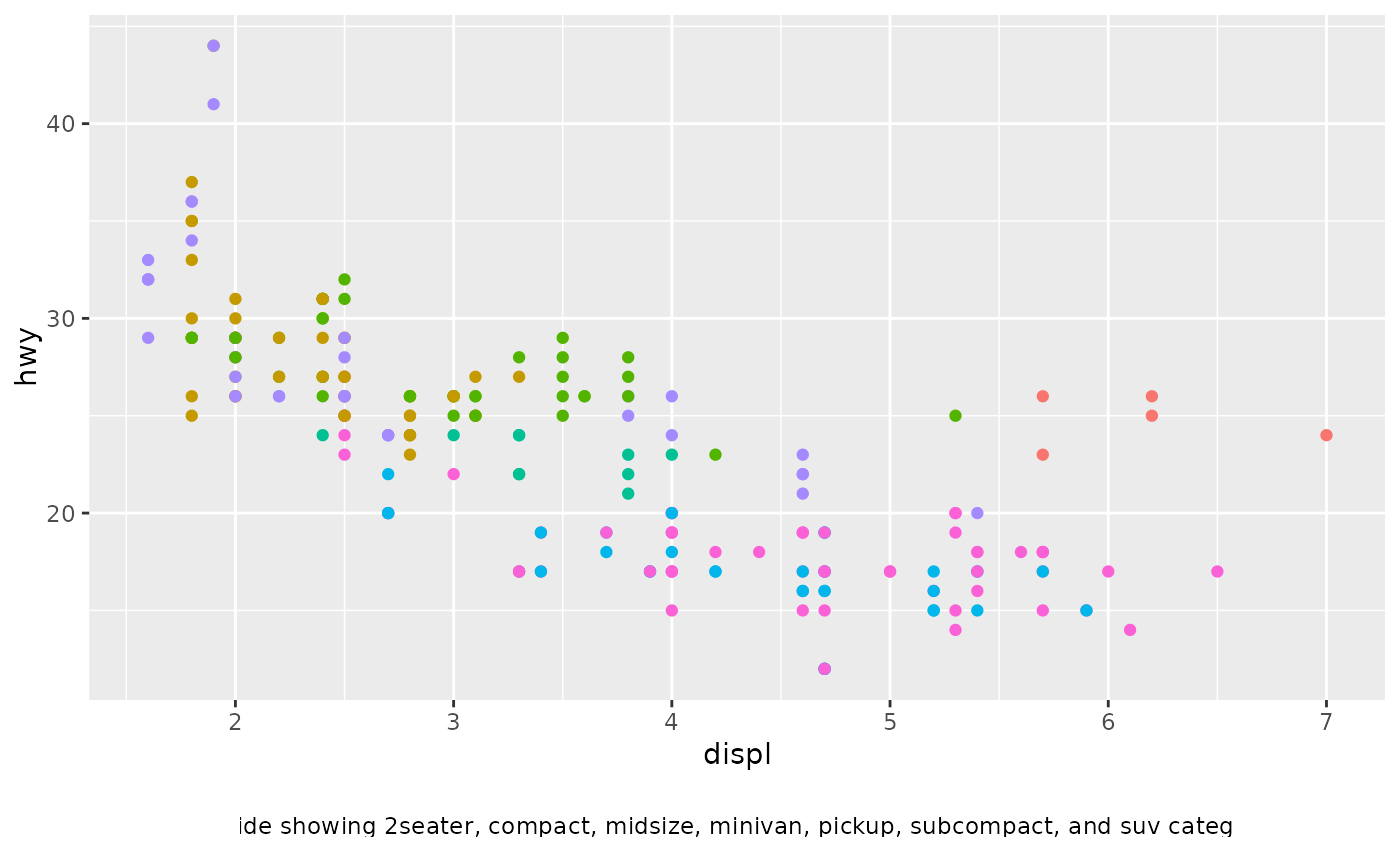 40
30
20
hwy
2 3 4 5 6 7
displ
ide showing 2seater, compact, midsize, minivan, pickup, subcompact, and suv categ